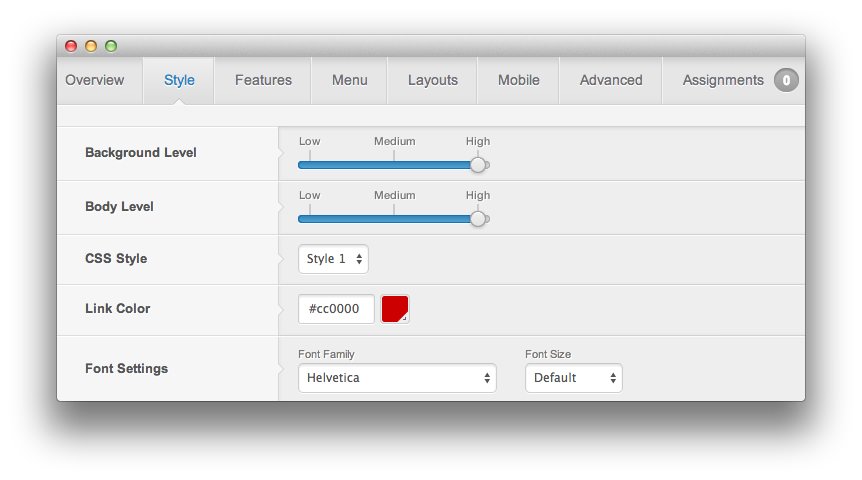 Overview Style Features Menu Layouts Mobile Advanced Assignments 0
Low Medium High
Background Level
Low Medium High
Body Level
CSS Style Style 1
Link Color #cc0000
Font Family Font Size
Font Settings Helvetica Default